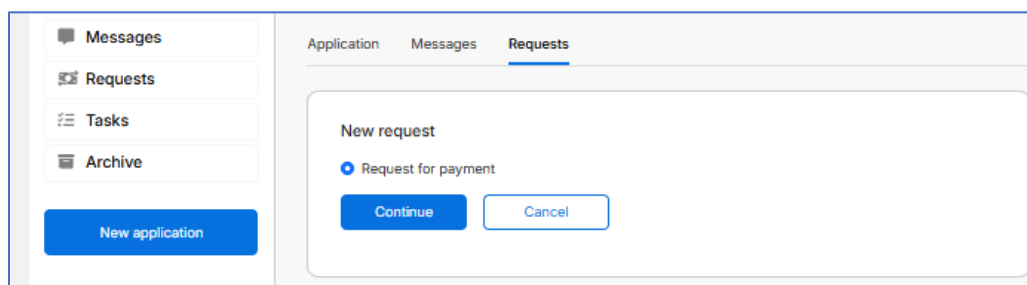 Messages
Requests
Tasks
Archive
New application
Application Messages Requests
New request
Request for payment
Continue Cancel